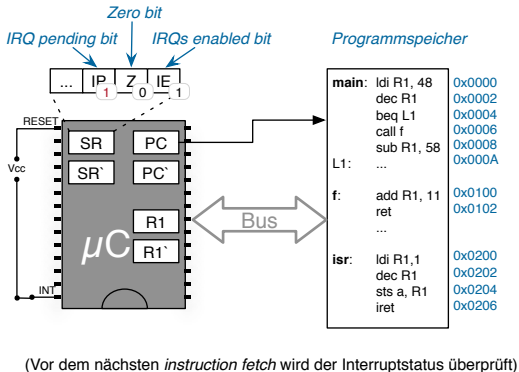 Zero bit
IRQ pending bit
IRQs enabled bit
Programmspeicher
... IP Z IE
1 0 1
RESET
Vcc
INT
SR PC
SR` PC`
R1
R1`
µC
Bus
main: ldi R1, 48 0x0000
dec R1 0x0002
beq L1 0x0004
call f 0x0006
sub R1, 58 0x0008
L1: ... 0x000A
f: add R1, 11 0x0100
ret 0x0102
...
isr: ldi R1,1 0x0200
dec R1 0x0202
sts a, R1 0x0204
iret 0x0206
(Vor dem nächsten instruction fetch wird der Interruptstatus überprüft)